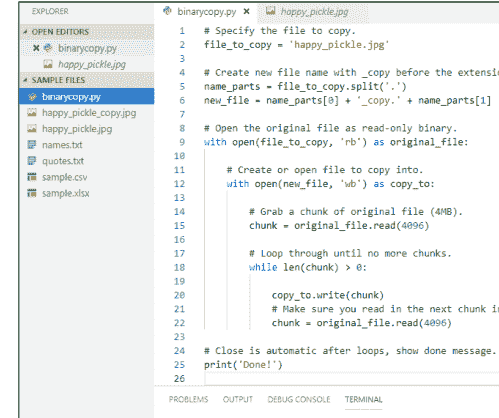 EXPLORER
OPEN EDITORS
binarycopy.py
happy_pickle.jpg
SAMPLE FILES
binarycopy.py
happy_pickle_copy.jpg
happy_pickle.jpg
names.txt
quotes.txt
sample.csv
sample.xlsx
binarycopy.py
happy_pickle.jpg
1 # Specify the file to copy.
2 file_to_copy = 'happy_pickle.jpg'
3
4 # Create new file name with _copy before the extensi
5 name_parts = file_to_copy.split('.')
6 new_file = name_parts[0] + '_copy.' + name_parts[1]
7
8 # Open the original file as read-only binary.
9 with open(file_to_copy, 'rb') as original_file:
10
11 # Create or open file to copy into.
12 with open(new_file, 'wb') as copy_to:
13
14 # Grab a chunk of original file (4MB).
15 chunk = original_file.read(4096)
16
17 # Loop through until no more chunks.
18 while len(chunk) > 0:
19
20 copy_to.write(chunk)
21 # Make sure you read in the next chunk i
22 chunk = original_file.read(4096)
23
24 # Close is automatic after loops, show done message.
25 print('Done!')
26
PROBLEMS OUTPUT DEBUG CONSOLE TERMINAL